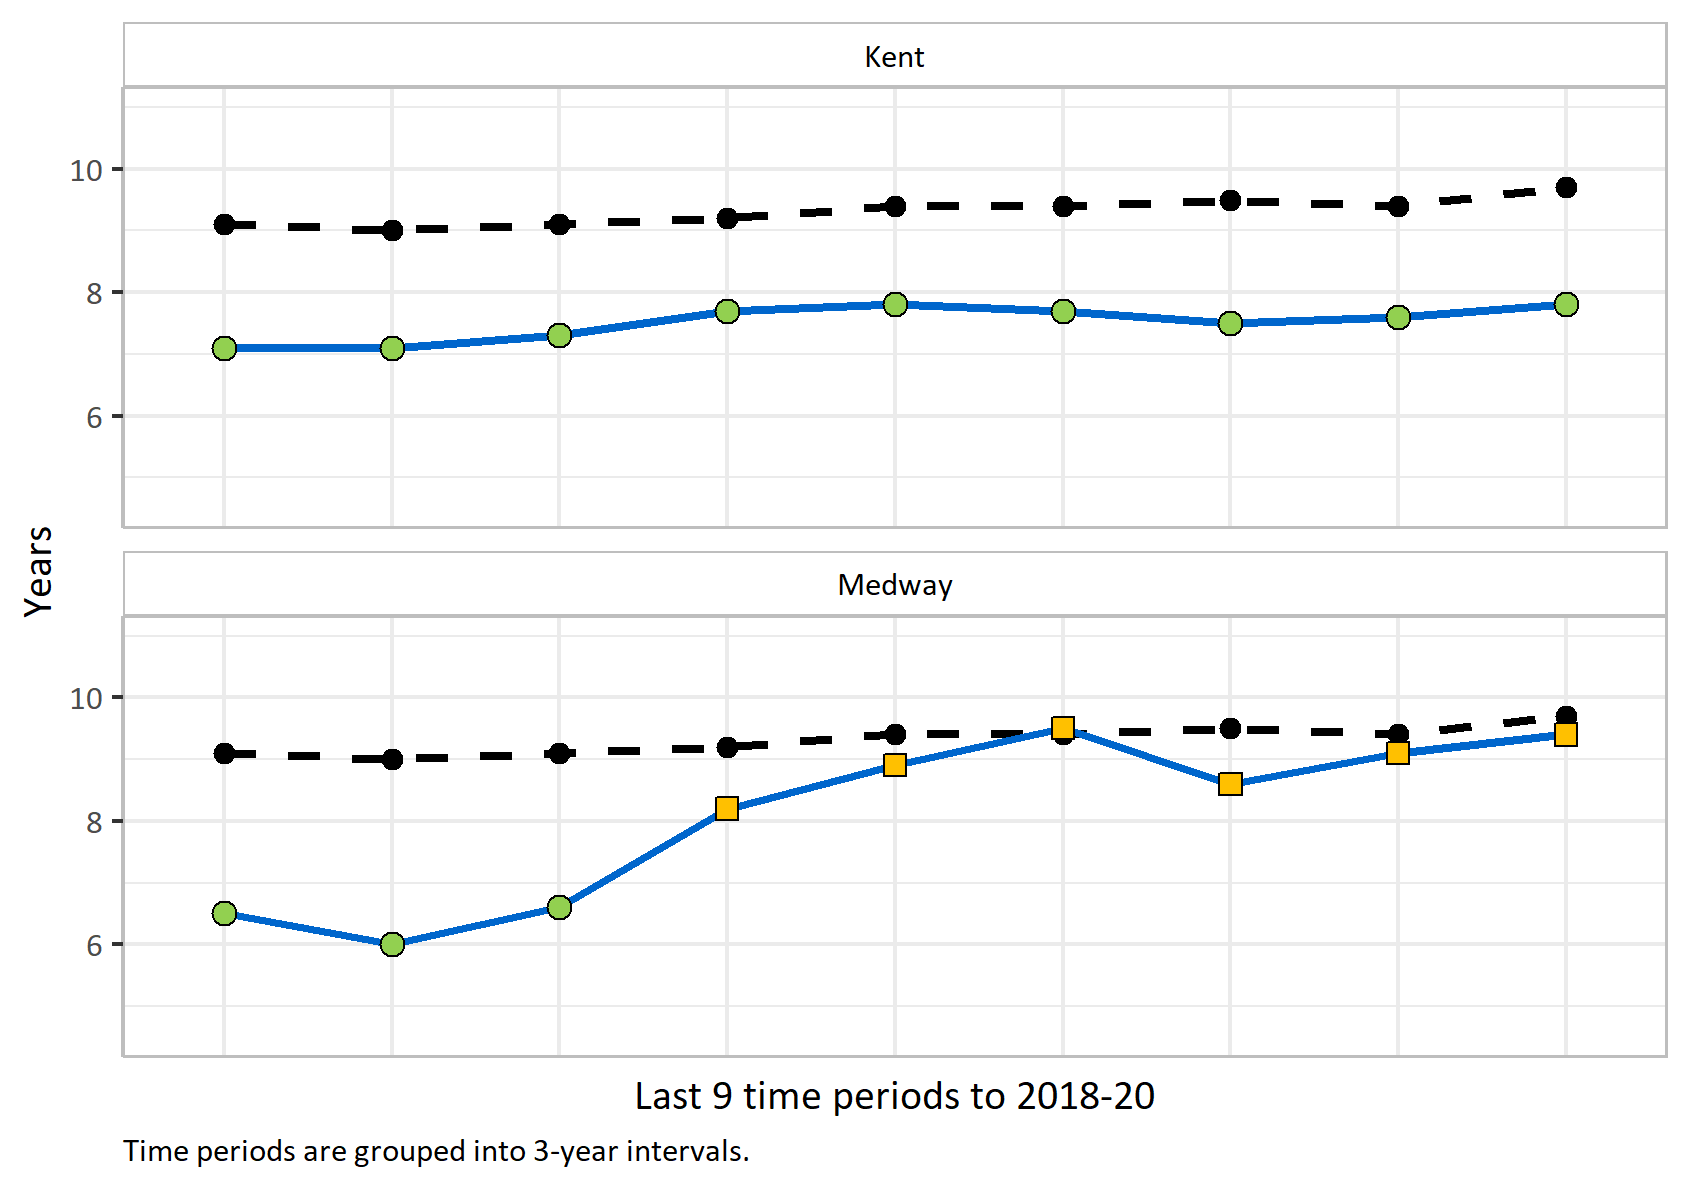 Kent
10
8
6
Years
Medway
10
8
6
Last 9 time periods to 2018-20
Time periods are grouped into 3-year intervals.